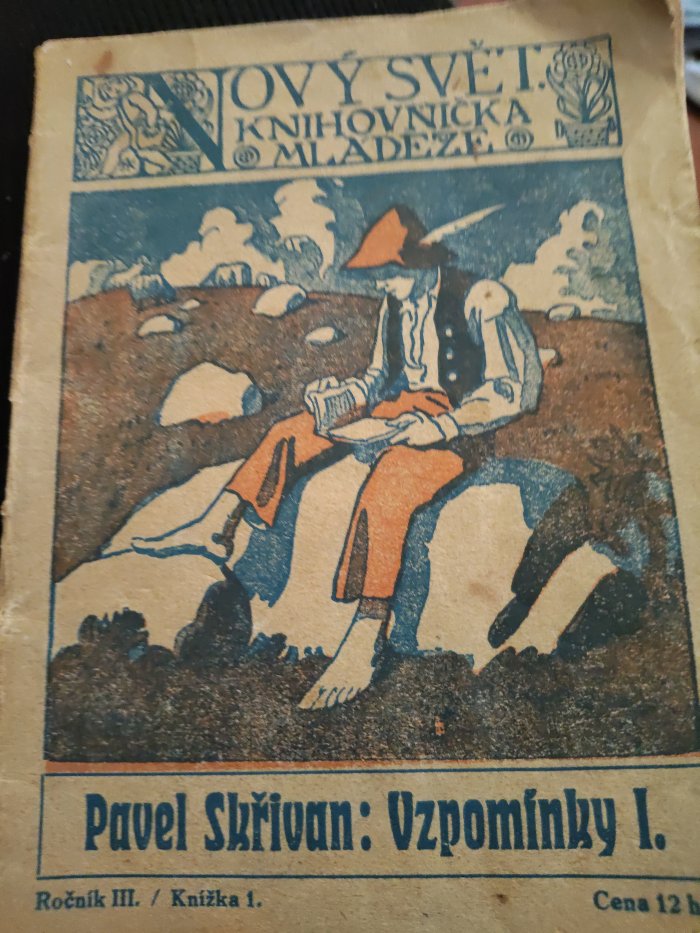 NOVÝ SVĚT.
KNIHOVNIČKA
MLÁDEŽE
Pavel Skřivan: Vzpomínky I.
Ročník III. / Knížka 1.
Cena 12 h